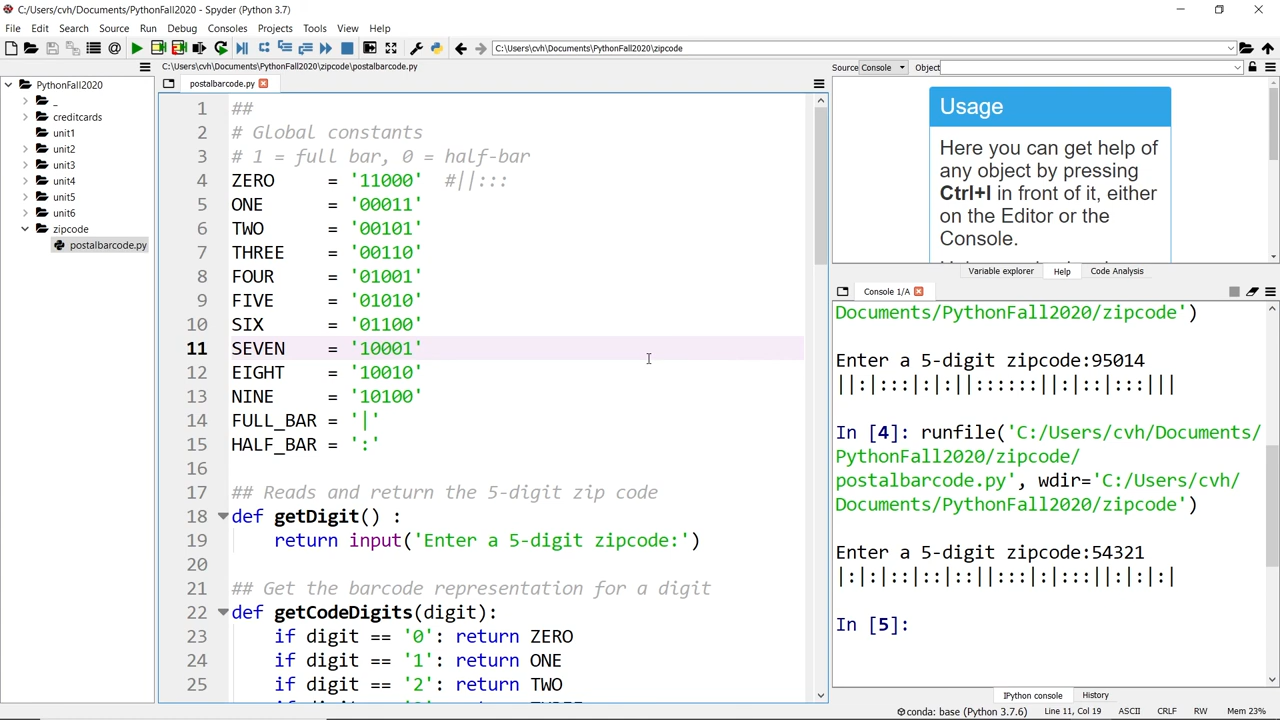 C:/Users/cvh/Documents/PythonFall2020 - Spyder (Python 3.7)
File Edit Search Source Run Debug Consoles Projects Tools View Help
C:\Users\cvh\Documents\PythonFall2020\zipcode
C:\Users\cvh\Documents\PythonFall2020\zipcode\postalbarcode.py
PythonFall2020
_
creditcards
unit1
unit2
unit3
unit4
unit5
unit6
zipcode
postalbarcode.py
postalbarcode.py
1 ##
2 # Global constants
3 # 1 = full bar, 0 = half-bar
4 ZERO = '11000' #||:::
5 ONE = '00011'
6 TWO = '00101'
7 THREE = '00110'
8 FOUR = '01001'
9 FIVE = '01010'
10 SIX = '01100'
11 SEVEN = '10001'
12 EIGHT = '10010'
13 NINE = '10100'
14 FULL_BAR = '|'
15 HALF_BAR = ':'
16
17 ## Reads and return the 5-digit zip code
18 def getDigit() :
19 return input('Enter a 5-digit zipcode:')
20
21 ## Get the barcode representation for a digit
22 def getCodeDigits(digit):
23 if digit == '0': return ZERO
24 if digit == '1': return ONE
25 if digit == '2': return TWO
Source Console Object
Usage
Here you can get help of
any object by pressing
Ctrl+I in front of it, either
on the Editor or the
Console.
Variable explorer Help Code Analysis
Console 1/A
Documents/PythonFall2020/zipcode')
Enter a 5-digit zipcode:95014
||:|:::|:|:||::::::||:|::|:::|||
In [4]: runfile('C:/Users/cvh/Documents/
PythonFall2020/zipcode/
postalbarcode.py', wdir='C:/Users/cvh/
Documents/PythonFall2020/zipcode')
Enter a 5-digit zipcode:54321
|:|:|::|::|::||:::|:|:::||:|:|:|
In [5]:
IPython console History
conda: base (Python 3.7.6) Line 11, Col 19 ASCII CRLF RW Mem 23%